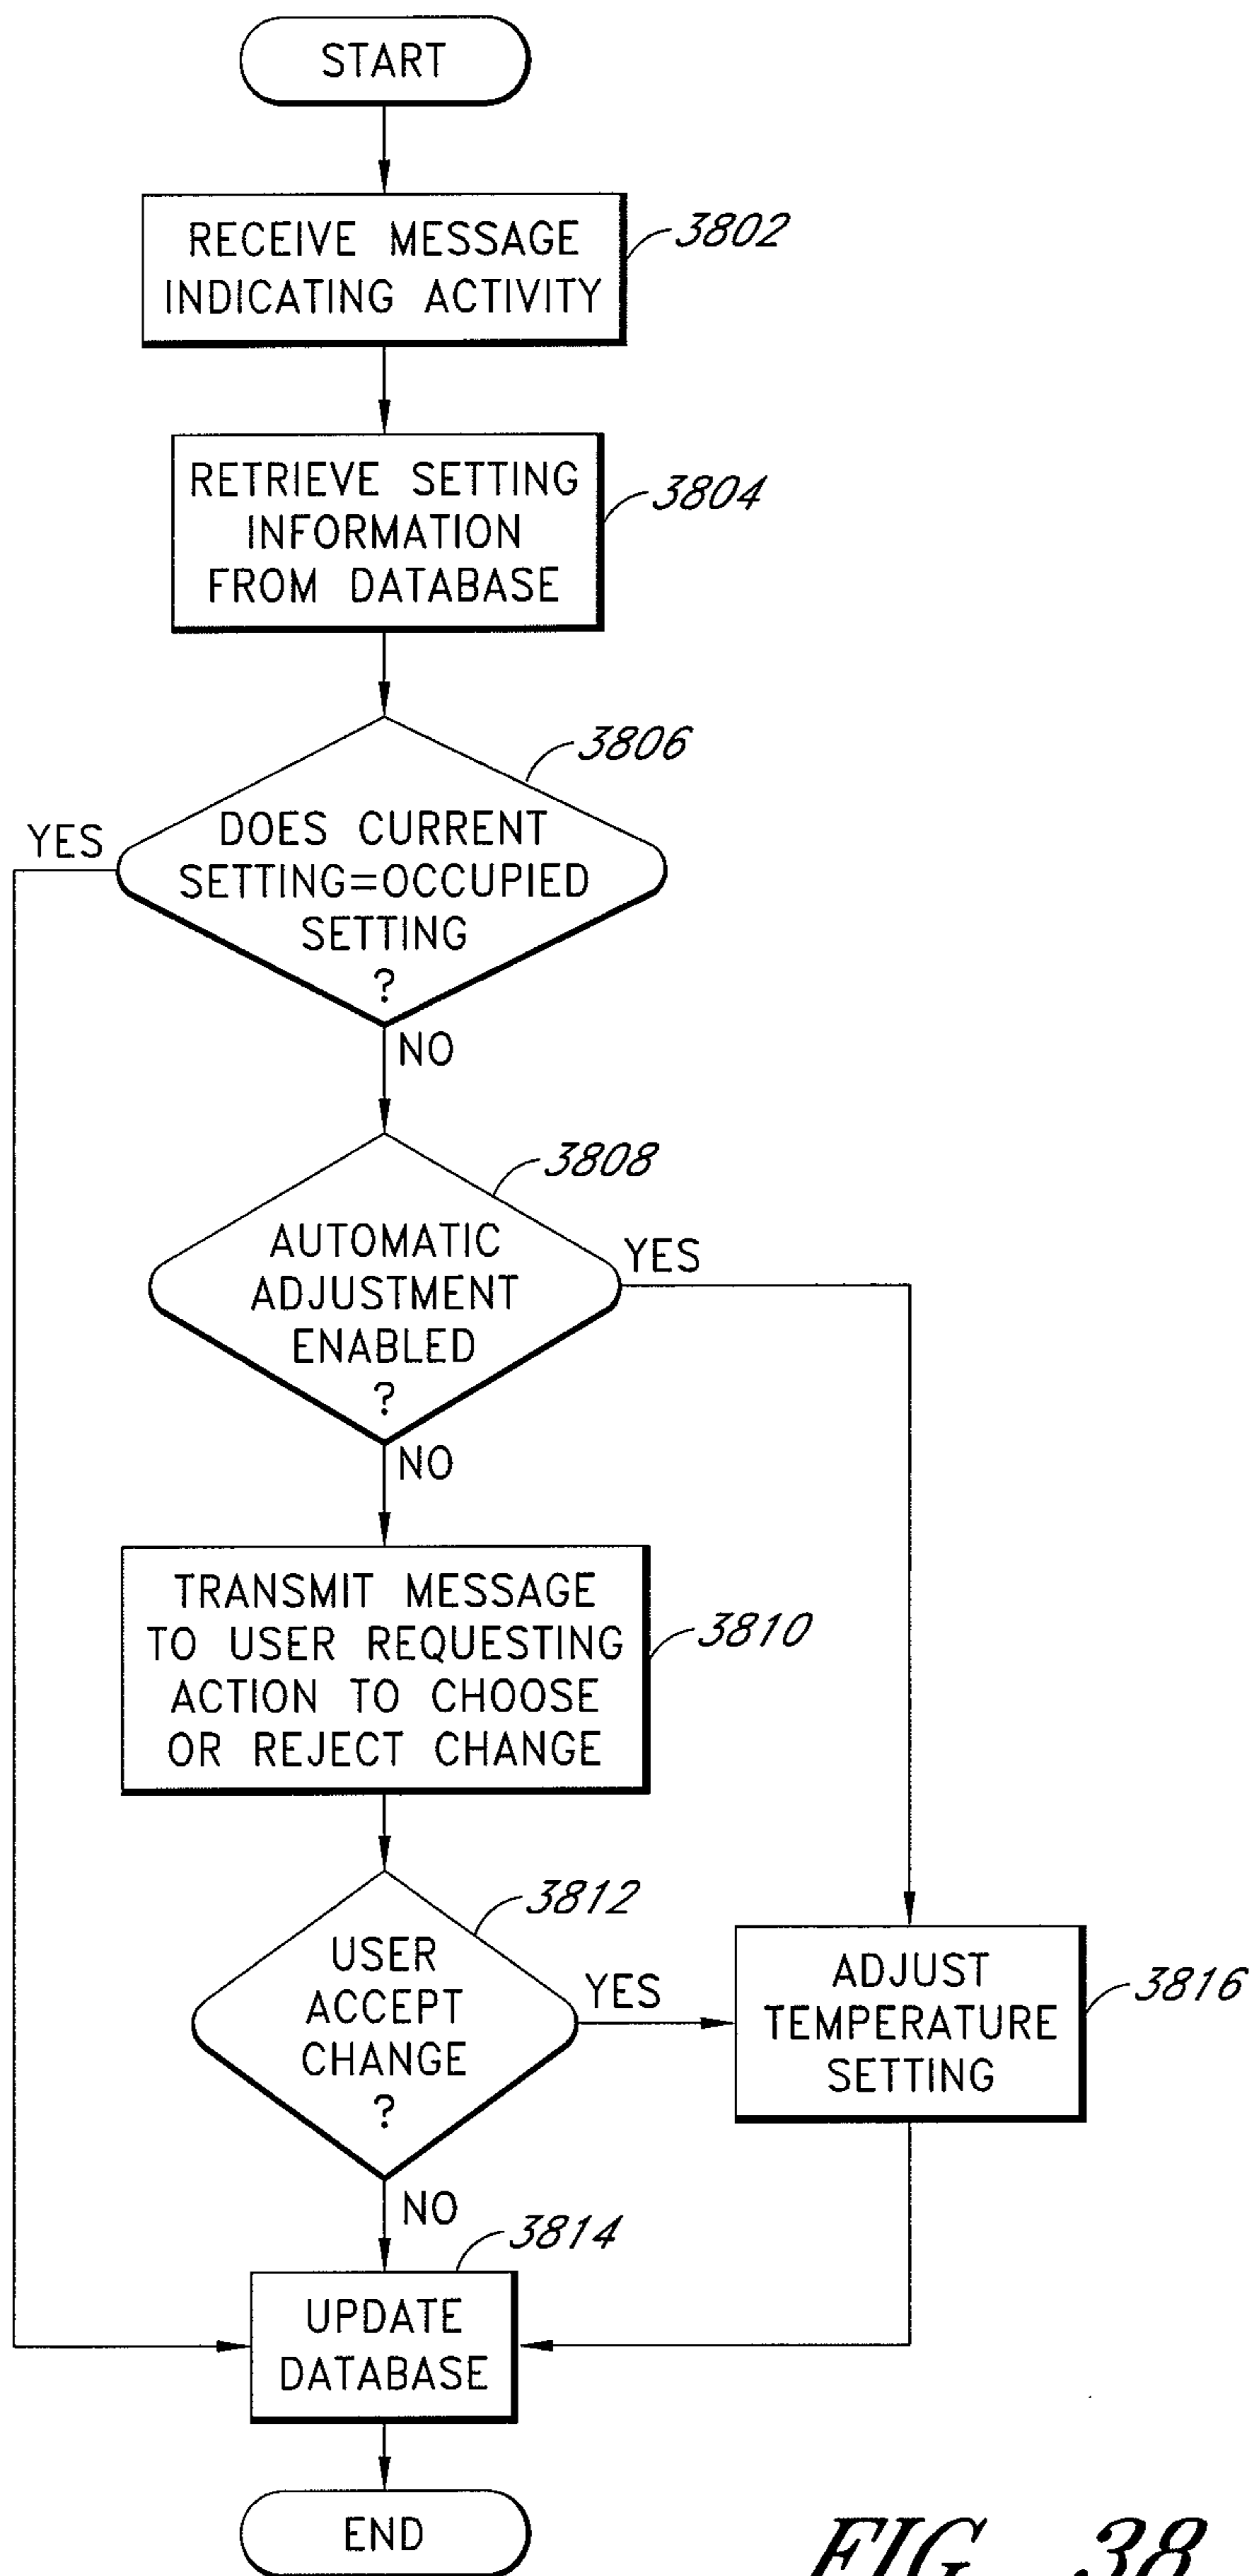 START
RECEIVE MESSAGE
INDICATING ACTIVITY
3802
RETRIEVE SETTING
INFORMATION
FROM DATABASE
3804
3806
YES
DOES CURRENT
SETTING=OCCUPIED
SETTING
?
NO
3808
AUTOMATIC
ADJUSTMENT
ENABLED
?
YES
NO
TRANSMIT MESSAGE
TO USER REQUESTING
ACTION TO CHOOSE
OR REJECT CHANGE
3810
3812
USER
ACCEPT
CHANGE
?
YES
ADJUST
TEMPERATURE
SETTING
3816
NO
3814
UPDATE
DATABASE
END
FIG. 38